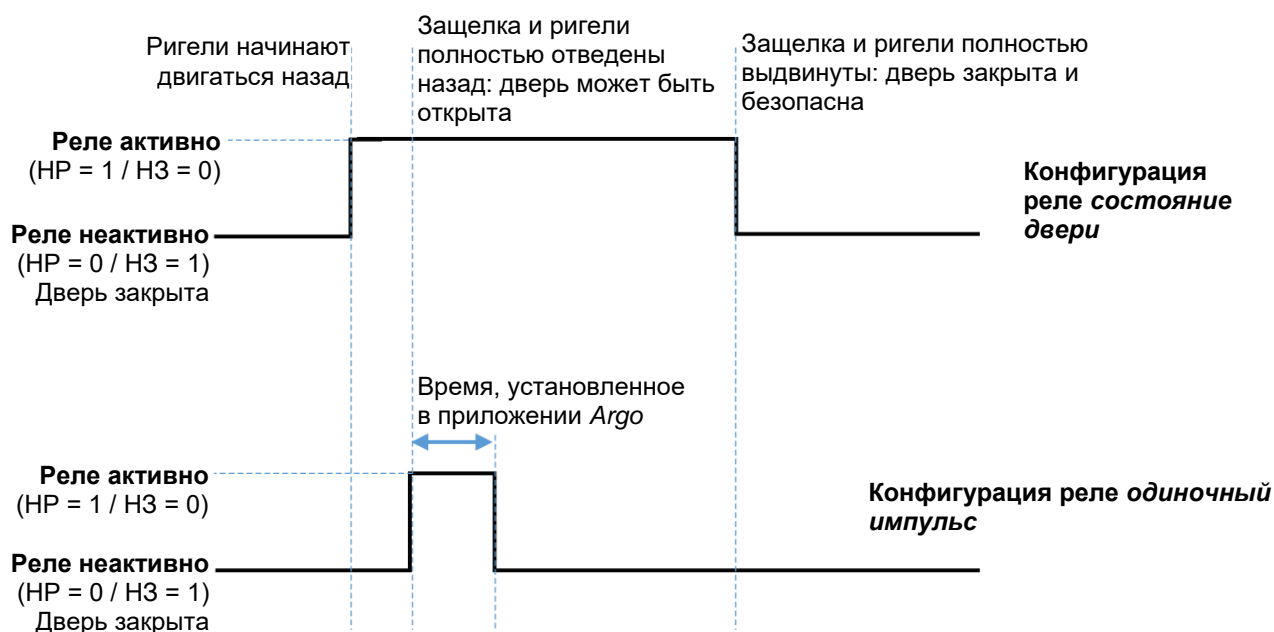 Ригели начинают
двигаться назад
Защелка и ригели
полностью отведены
назад: дверь может быть
открыта
Защелка и ригели полностью
выдвинуты: дверь закрыта и
безопасна
Реле активно
(НР = 1 / НЗ = 0)
Реле неактивно
(НР = 0 / НЗ = 1)
Дверь закрыта
Конфигурация
реле состояние
двери
Время, установленное
в приложении Argo
Реле активно
(НР = 1 / НЗ = 0)
Реле неактивно
(НР = 0 / НЗ = 1)
Дверь закрыта
Конфигурация реле одиночный
импульс